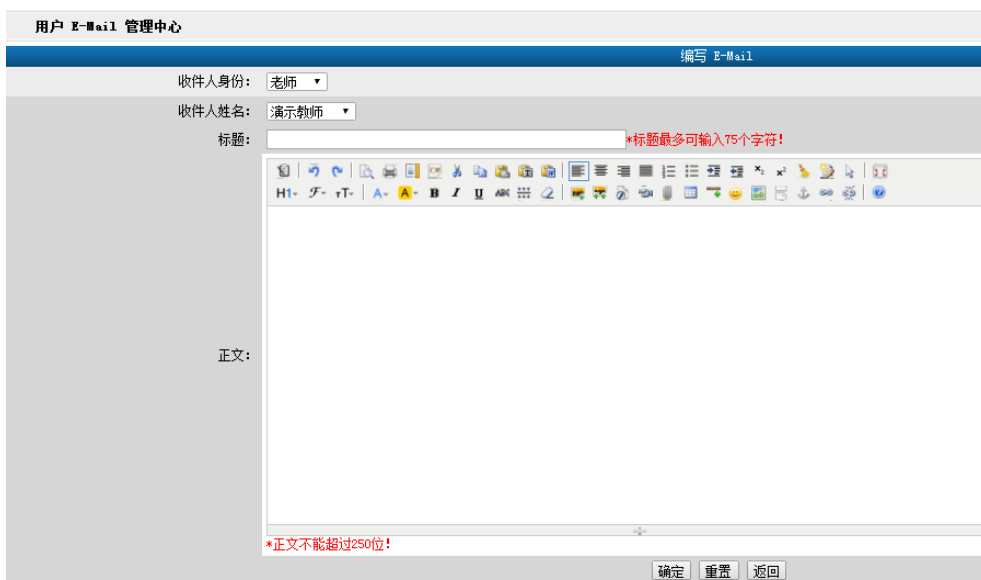 用户 E-Mail 管理中心
编写 E-Mail
收件人身份： 老师
收件人姓名： 演示教师
标题： *标题最多可输入75个字符!
H1 F тT A A B I U ABC
正文：
*正文不能超过250位!
确定 重置 返回